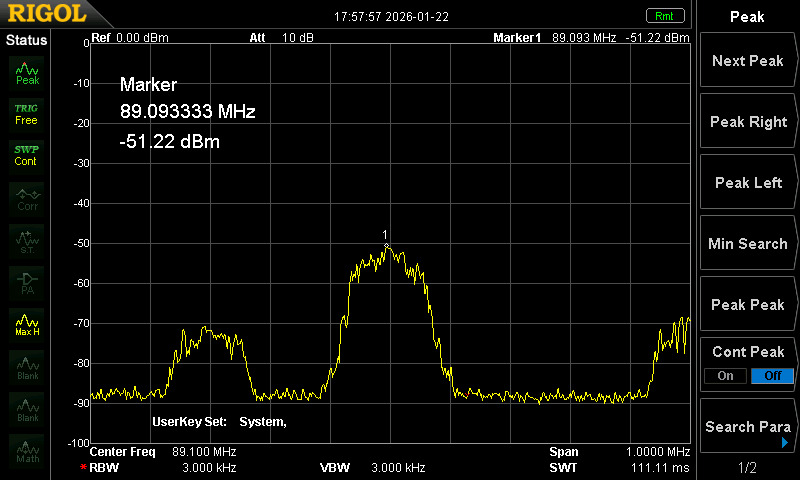 RIGOL
17:57:57 2026-01-22
Rmt
Peak
Status
Ref 0.00 dBm Att 10 dB Marker1 89.093 MHz -51.22 dBm
Peak
TRIG
Free
SWP
Cont
Corr
S.T
PA
Max H
Blank
Blank
Math
0
-10
-20
-30
-40
-50
-60
-70
-80
-90
-100
Marker
89.093333 MHz
-51.22 dBm
1
UserKey Set: System,
Center Freq 89.100 MHz Span 1.0000 MHz
RBW 3.000 kHz VBW 3.000 kHz SWT 111.11 ms
Next Peak
Peak Right
Peak Left
Min Search
Peak Peak
Cont Peak
On Off
Search Para
1/2